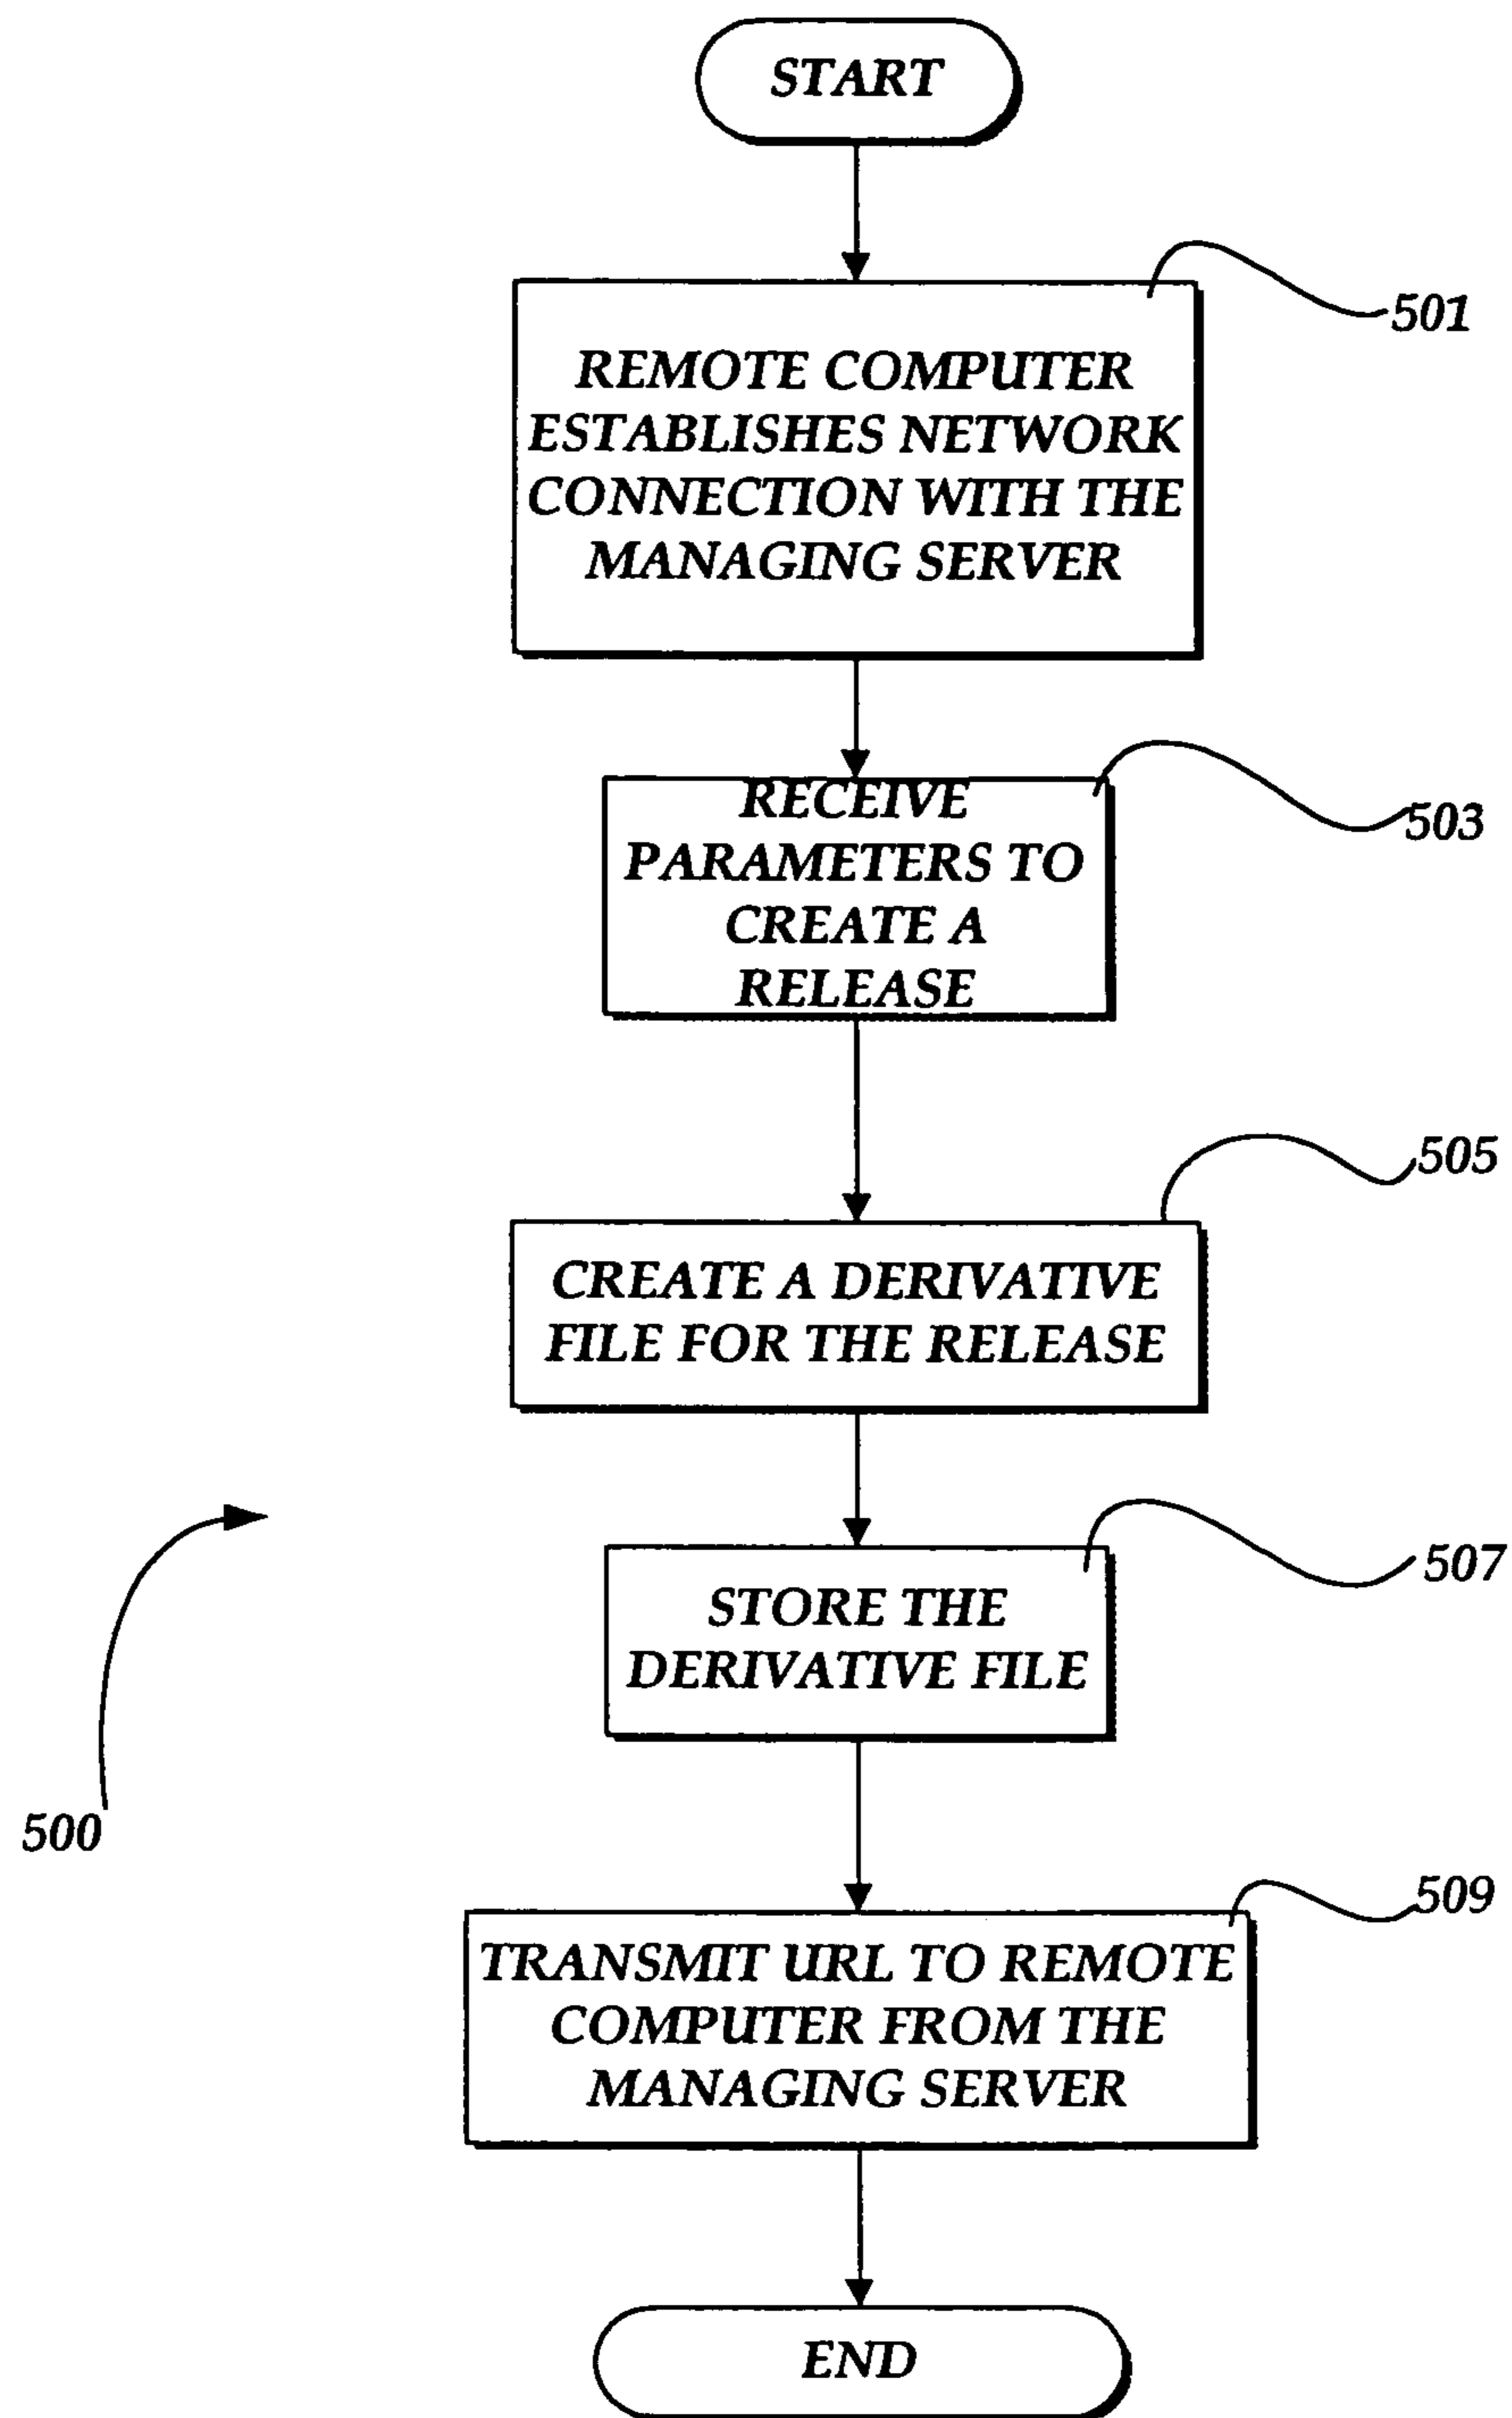 START
501
REMOTE COMPUTER
ESTABLISHES NETWORK
CONNECTION WITH THE
MANAGING SERVER
503
RECEIVE
PARAMETERS TO
CREATE A
RELEASE
505
CREATE A DERIVATIVE
FILE FOR THE RELEASE
507
STORE THE
DERIVATIVE FILE
500
509
TRANSMIT URL TO REMOTE
COMPUTER FROM THE
MANAGING SERVER
END